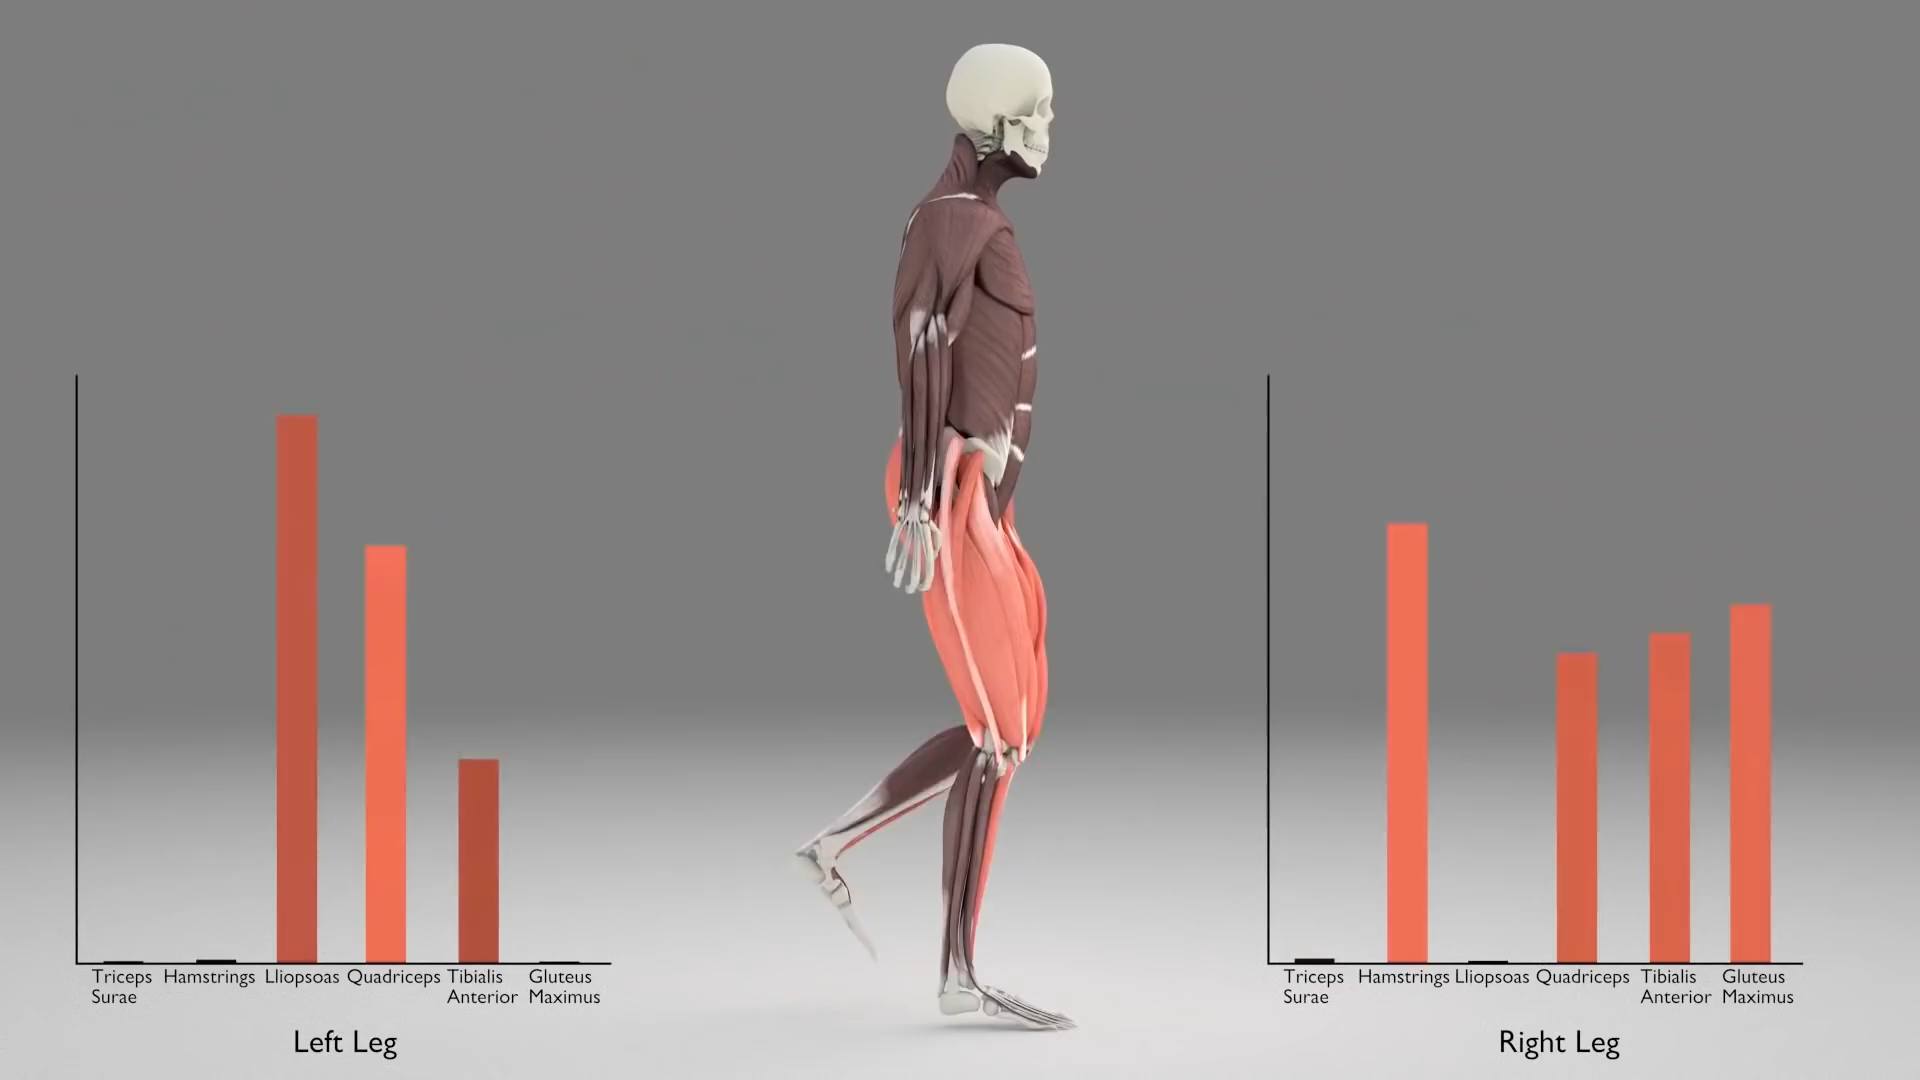 Triceps Surae
Hamstrings
Lliopsoas
Quadriceps
Tibialis Anterior
Gluteus Maximus
Left Leg
Triceps Surae
Hamstrings
Lliopsoas
Quadriceps
Tibialis Anterior
Gluteus Maximus
Right Leg